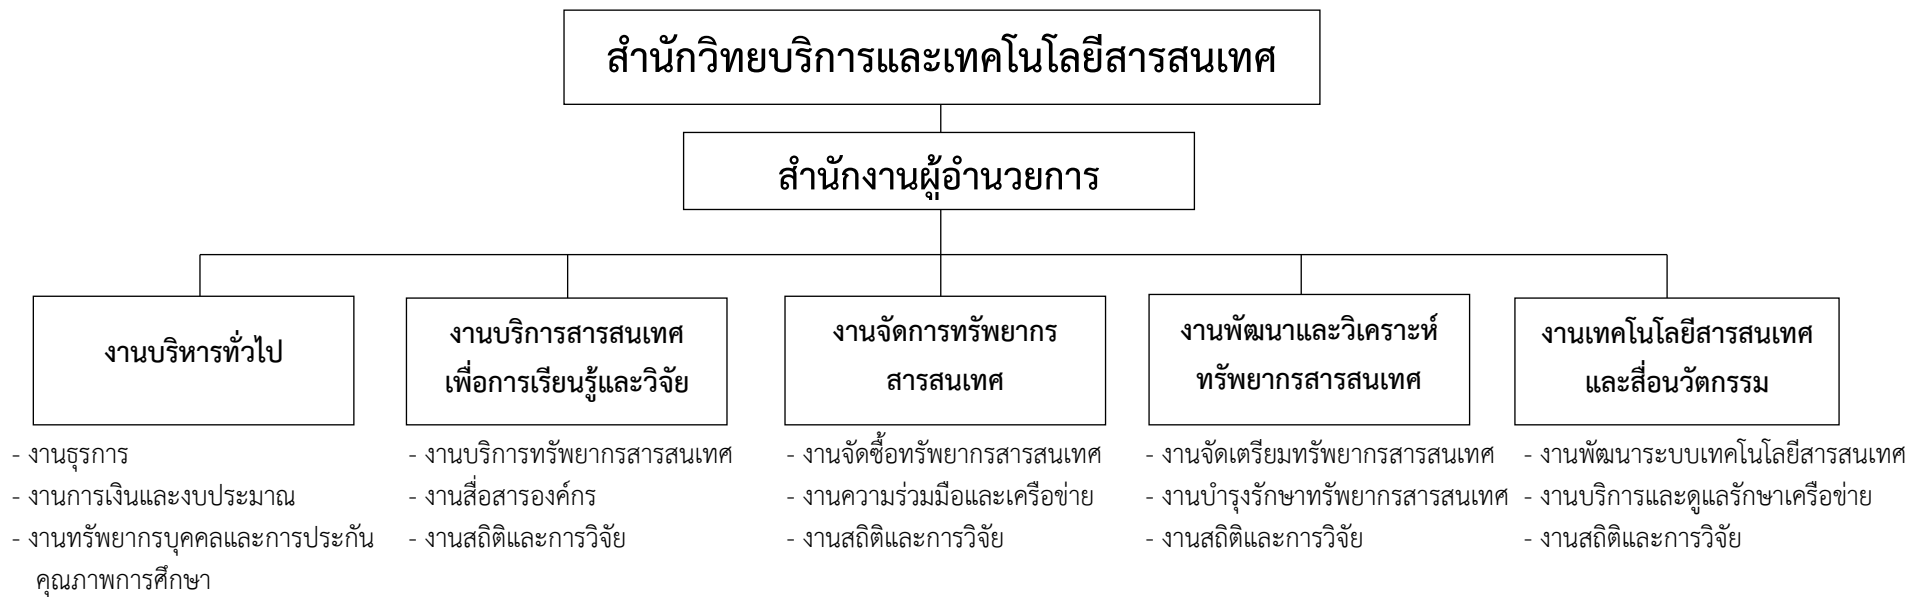 สำนักวิทยบริการและเทคโนโลยีสารสนเทศ
สำนักงานผู้อำนวยการ
งานบริหารทั่วไป
- งานธุรการ
- งานการเงินและงบประมาณ
- งานทรัพยากรบุคคลและการประกัน
คุณภาพการศึกษา
งานบริการสารสนเทศ
เพื่อการเรียนรู้และวิจัย
- งานบริการทรัพยากรสารสนเทศ
- งานสื่อสารองค์กร
- งานสถิติและการวิจัย
งานจัดการทรัพยากร
สารสนเทศ
- งานจัดซื้อทรัพยากรสารสนเทศ
- งานความร่วมมือและเครือข่าย
- งานสถิติและการวิจัย
งานพัฒนาและวิเคราะห์
ทรัพยากรสารสนเทศ
- งานจัดเตรียมทรัพยากรสารสนเทศ
- งานบำรุงรักษาทรัพยากรสารสนเทศ
- งานสถิติและการวิจัย
งานเทคโนโลยีสารสนเทศ
และสื่อนวัตกรรม
- งานพัฒนาระบบเทคโนโลยีสารสนเทศ
- งานบริการและดูแลรักษาเครือข่าย
- งานสถิติและการวิจัย